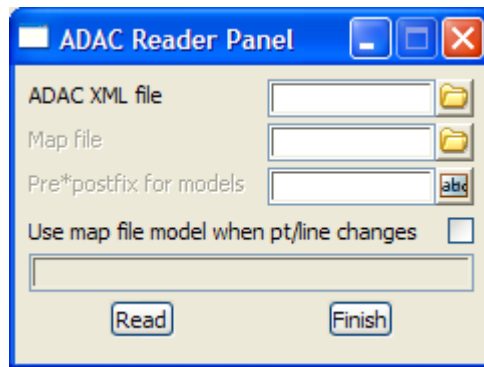 ADAC Reader Panel
ADAC XML file
Map file
Pre*postfix for models
abc
Use map file model when pt/line changes
Read Finish